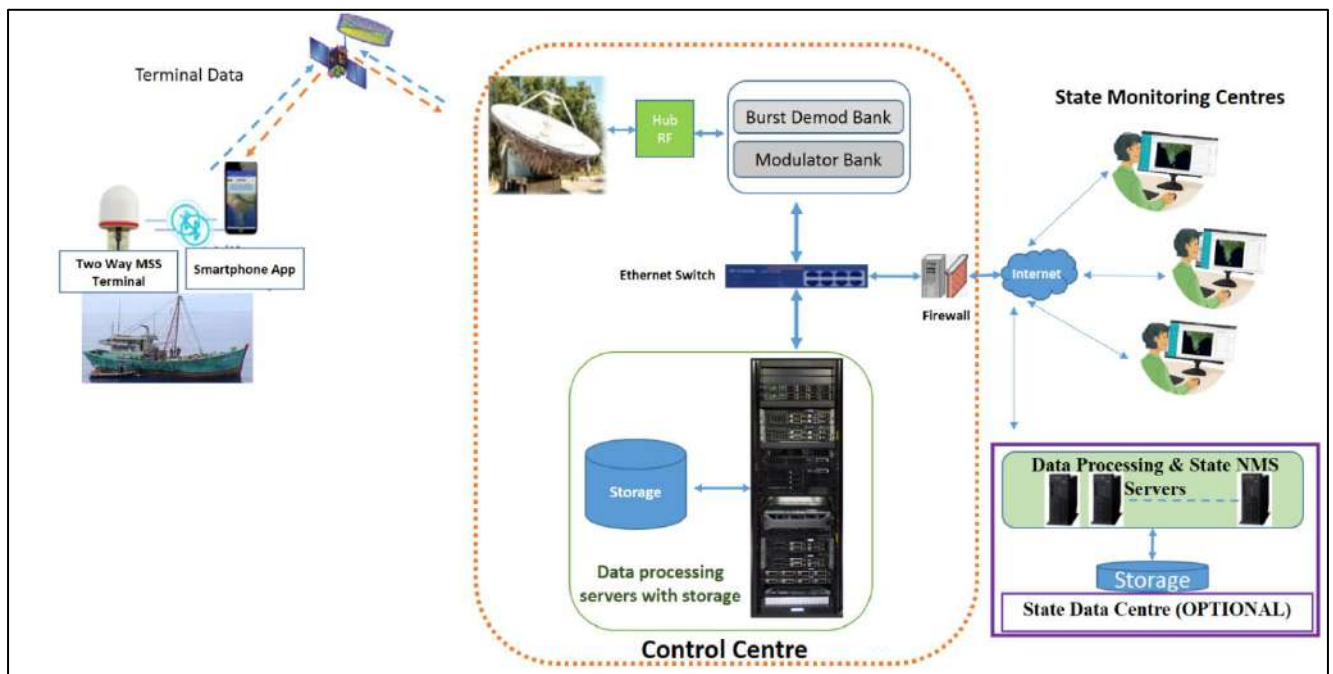 Terminal Data
Two Way MSS
Terminal
Smartphone App
Hub
RF
Burst Demod Bank
Modulator Bank
Ethernet Switch
Firewall
Internet
State Monitoring Centres
Storage
Data processing
servers with storage
Control Centre
Data Processing & State NMS
Servers
Storage
State Data Centre (OPTIONAL)